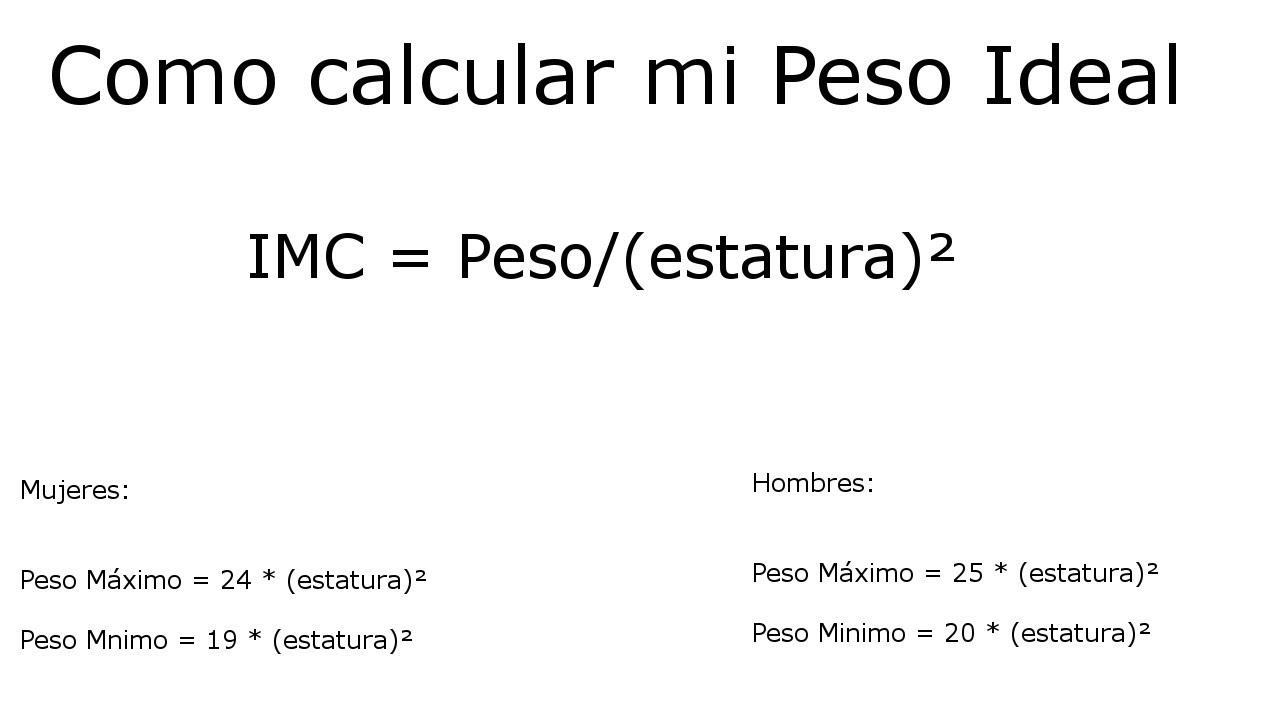 Como calcular mi Peso Ideal
IMC = Peso/(estatura)²
Mujeres:
Peso Máximo = 24 * (estatura)²
Peso Mnimo = 19 * (estatura)²
Hombres:
Peso Máximo = 25 * (estatura)²
Peso Minimo = 20 * (estatura)²